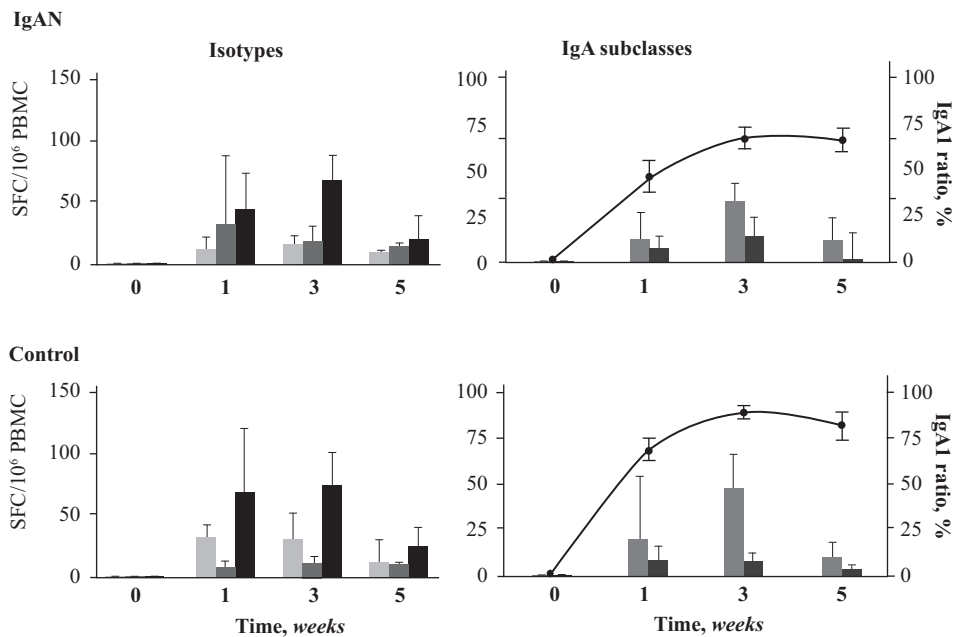 IgAN
Isotypes
IgA subclasses
SFC/10⁶ PBMC
150
100
50
0
0 1 3 5
100
75
50
25
0
100
75
50
25
0
IgA1 ratio, %
0 1 3 5
Control
SFC/10⁶ PBMC
150
100
50
0
0 1 3 5
Time, weeks
100
75
50
25
0
100
75
50
25
0
IgA1 ratio, %
0 1 3 5
Time, weeks